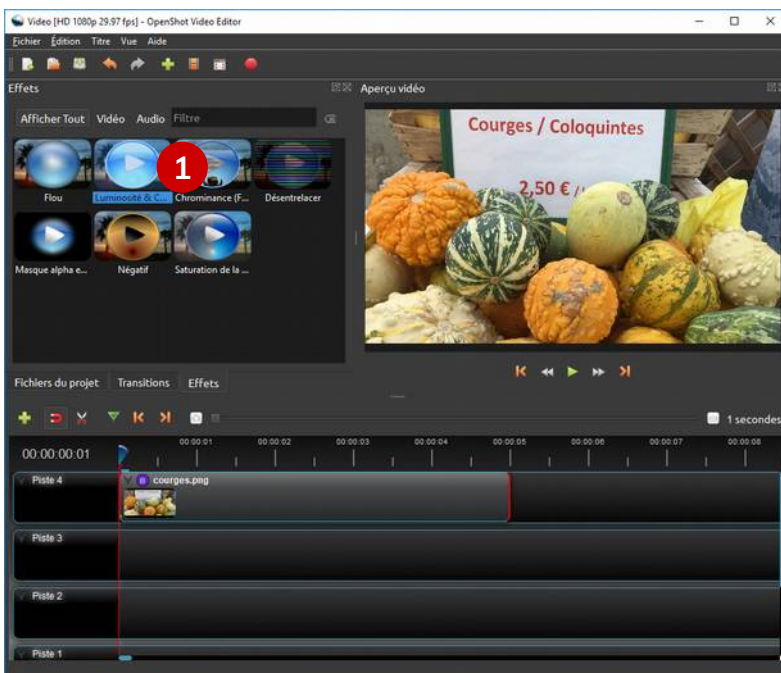 Video [HD 1080p 29.97 fps] - OpenShot Video Editor
Fichier Édition Titre Vue Aide
Effets
Aperçu vidéo
Afficher Tout Vidéo Audio Filtre
1
Flou Luminosité & C... Chrominance (F... Désentrelacer
Masque alpha e... Négatif Saturation de la ...
Courges / Coloquintes
2,50 € /
Fichiers du projet Transitions Effets
1 secondes
00:00:00:01
00:00:01 00:00:02 00:00:03 00:00:04 00:00:05 00:00:06 00:00:07 00:00:08
Piste 4
courges.png
Piste 3
Piste 2
Piste 1